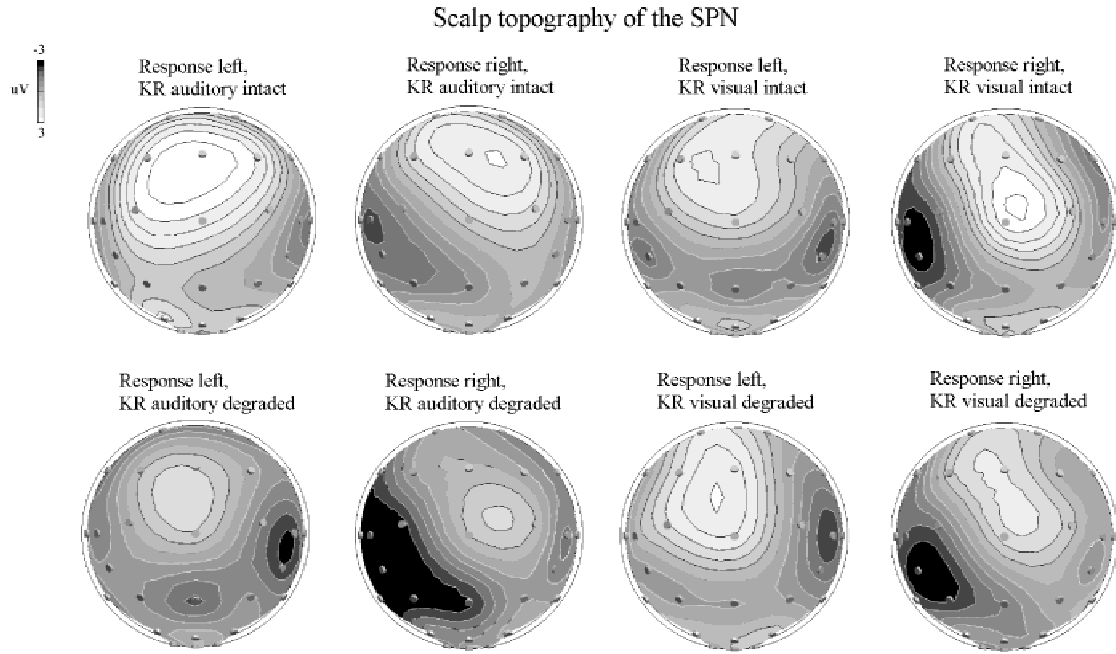 Scalp topography of the SPN
-3
uV
3
Response left,
KR auditory intact
Response right,
KR auditory intact
Response left,
KR visual intact
Response right,
KR visual intact
Response left,
KR auditory degraded
Response right,
KR auditory degraded
Response left,
KR visual degraded
Response right,
KR visual degraded